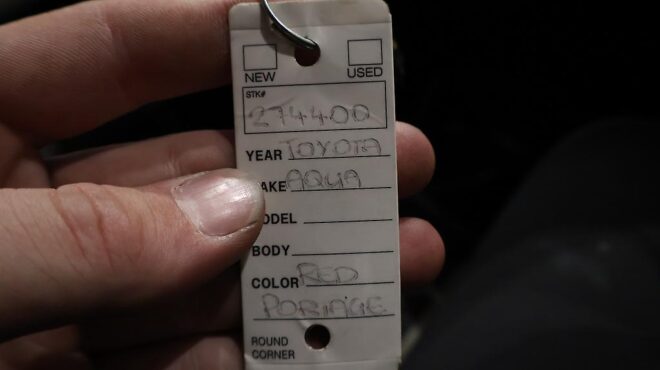 NEW USED
STK#
274400
YEAR TOYOTA
AKE AQUA
ODEL
BODY
COLOR RED
PORIAGE
ROUND
CORNER